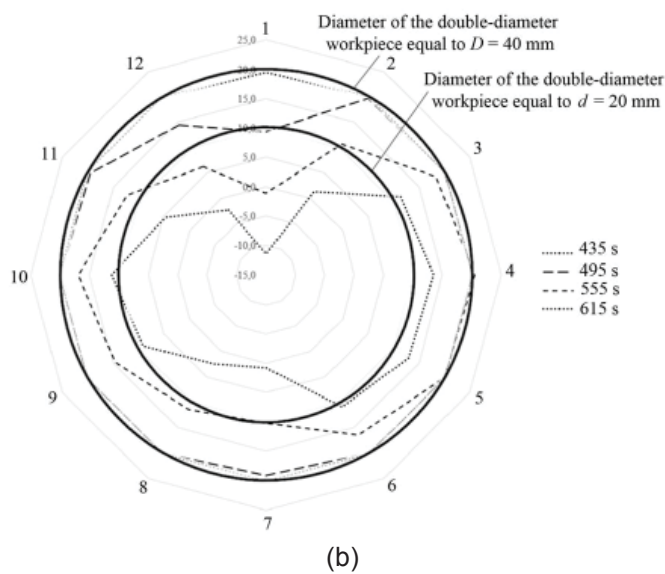 Diameter of the double-diameter
workpiece equal to D = 40 mm
Diameter of the double-diameter
workpiece equal to d = 20 mm
1
2
3
4
5
6
7
8
9
10
11
12
25,0
20,0
15,0
10,0
5,0
0,0
-5,0
-10,0
-15,0
435 s
495 s
555 s
615 s
(b)